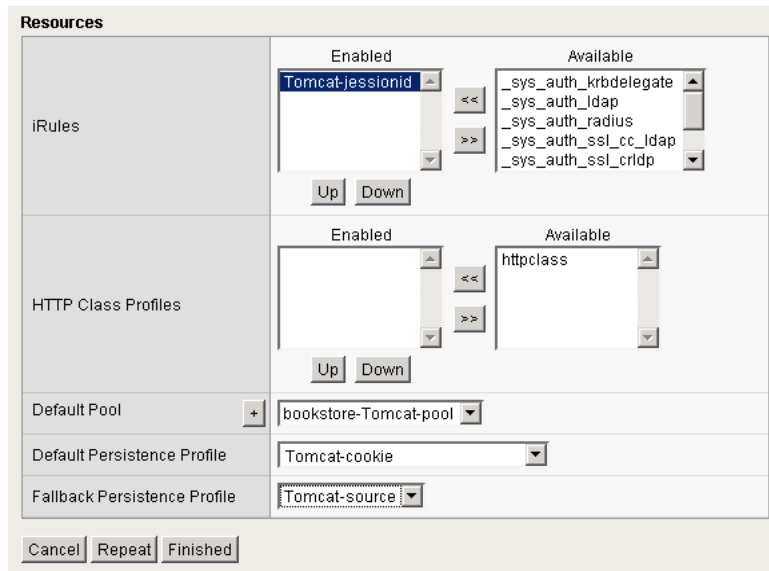 Resources
iRules
Enabled
Available
Tomcat-jessionid
<<
>>
_sys_auth_krbdelegate
_sys_auth_ldap
_sys_auth_radius
_sys_auth_ssl_cc_ldap
_sys_auth_ssl_crldp
Up Down
HTTP Class Profiles
Enabled
Available
<<
>>
httpclass
Up Down
Default Pool + bookstore-Tomcat-pool
Default Persistence Profile Tomcat-cookie
Fallback Persistence Profile Tomcat-source
Cancel Repeat Finished